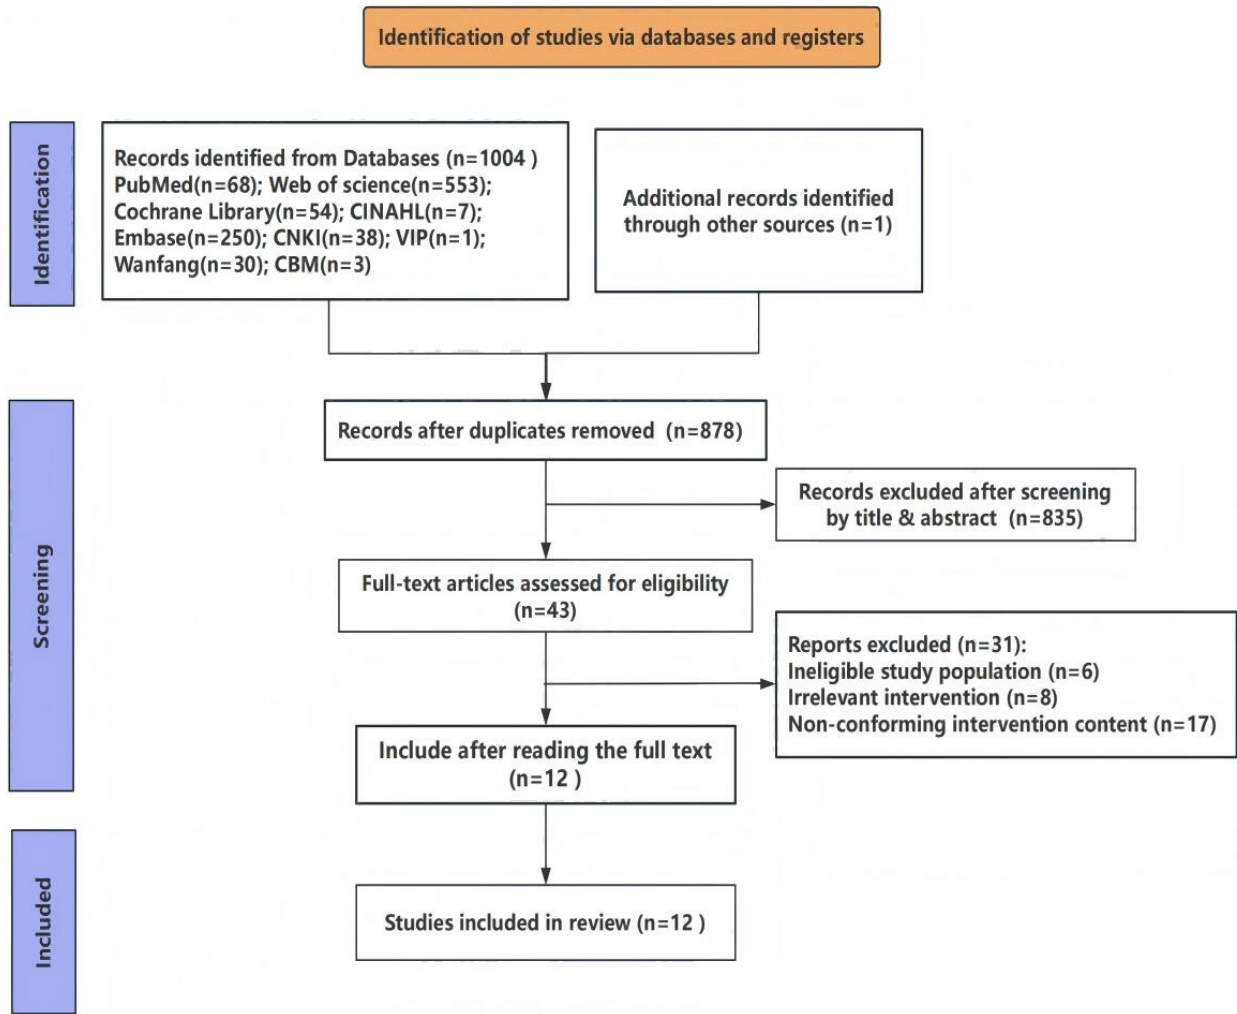 Identification of studies via databases and registers
Identification
Records identified from Databases (n=1004 )
PubMed(n=68); Web of science(n=553);
Cochrane Library(n=54); CINAHL(n=7);
Embase(n=250); CNKI(n=38); VIP(n=1);
Wanfang(n=30); CBM(n=3)
Additional records identified
through other sources (n=1)
Screening
Records after duplicates removed (n=878)
Records excluded after screening
by title & abstract (n=835)
Full-text articles assessed for eligibility
(n=43)
Reports excluded (n=31):
Ineligible study population (n=6)
Irrelevant intervention (n=8)
Non-conforming intervention content (n=17)
Include after reading the full text
(n=12 )
Included
Studies included in review (n=12 )